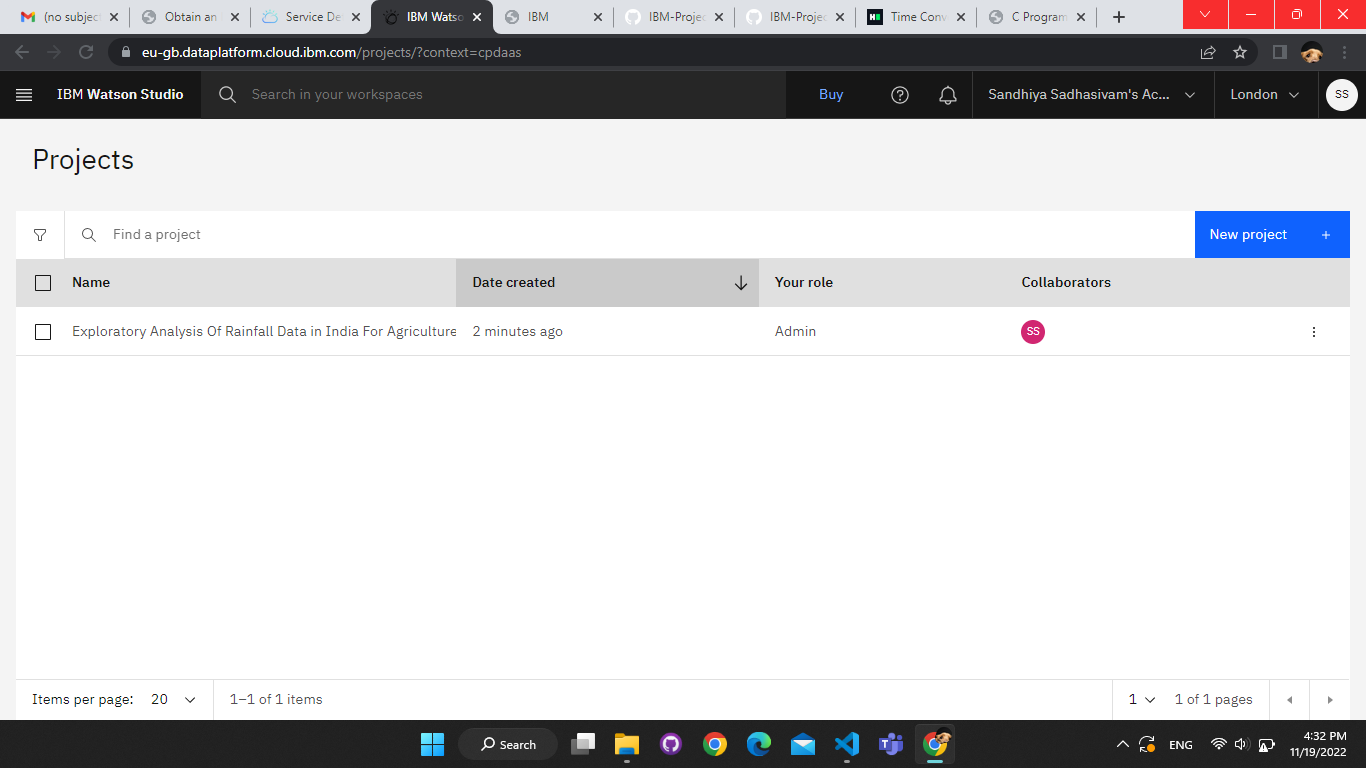 (no subjec
Obtain an
Service De
IBM Watso
IBM
IBM-Projec
IBM-Projec
Time Conv
C Program
eu-gb.dataplatform.cloud.ibm.com/projects/?context=cpdaas
IBM Watson Studio
Search in your workspaces
Buy
Sandhiya Sadhasivam's Ac...
London
SS
Projects
Find a project
New project +
Name
Date created
Your role
Collaborators
Exploratory Analysis Of Rainfall Data in India For Agriculture
2 minutes ago
Admin
SS
Items per page: 20
1–1 of 1 items
1
1 of 1 pages
Search
ENG
4:32 PM
11/19/2022